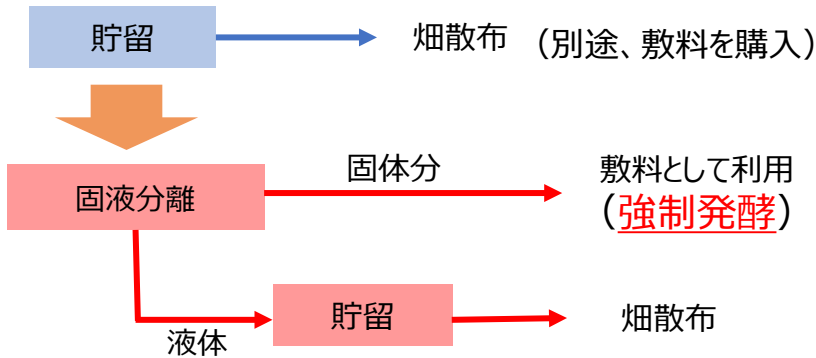 貯留
畑散布
（別途、敷料を購入）
固体分
固液分離
敷料として利用
（強制発酵）
貯留
畑散布
液体